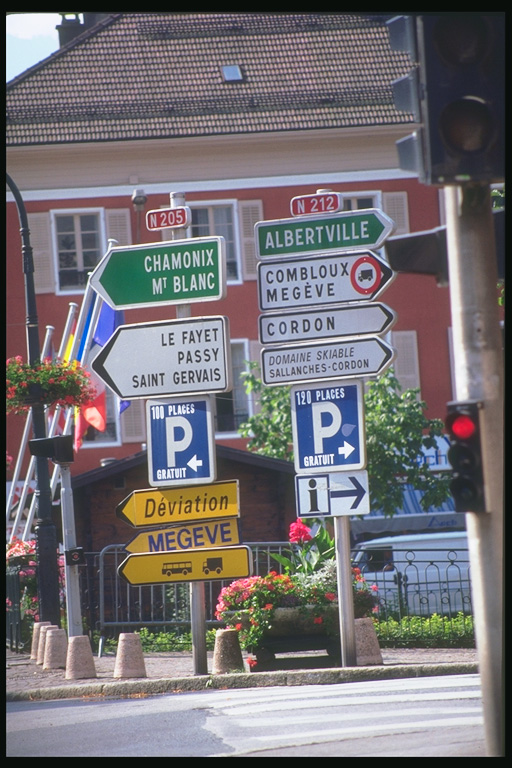 N 205
CHAMONIX
MT BLANC
LE FAYET
PASSY
SAINT GERVAIS
100 PLACES
P
GRATUIT
Déviation
MEGEVE
N 212
ALBERTVILLE
COMBLOUX
MEGÈVE
CORDON
DOMAINE SKIABLE
SALLANCHES-CORDON
120 PLACES
P
GRATUIT
i